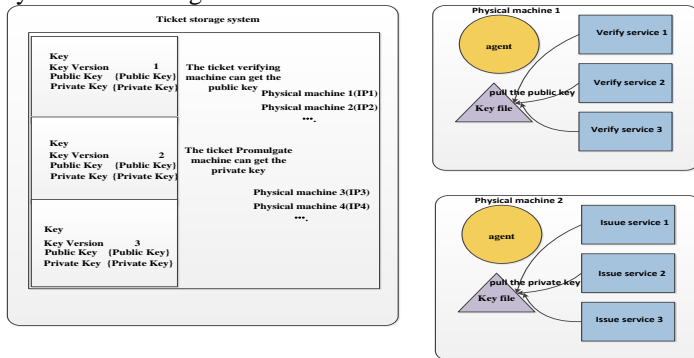 Ticket storage system
Key
Key Version 1
Public Key {Public Key}
Private Key {Private Key}
Key
Key Version 2
Public Key {Public Key}
Private Key {Private Key}
Key
Key Version 3
Public Key {Public Key}
Private Key {Private Key}
The ticket verifying
machine can get the
public key
Physical machine 1(IP1)
Physical machine 2(IP2)
•••.
The ticket Promulgate
machine can get the
private key
Physical machine 3(IP3)
Physical machine 4(IP4)
•••.
Physical machine 1
agent
pull the public key
Key file
Verify service 1
Verify service 2
Verify service 3
Physical machine 2
agent
pull the private key
Key file
Isuue service 1
Issue service 2
Issue service 3